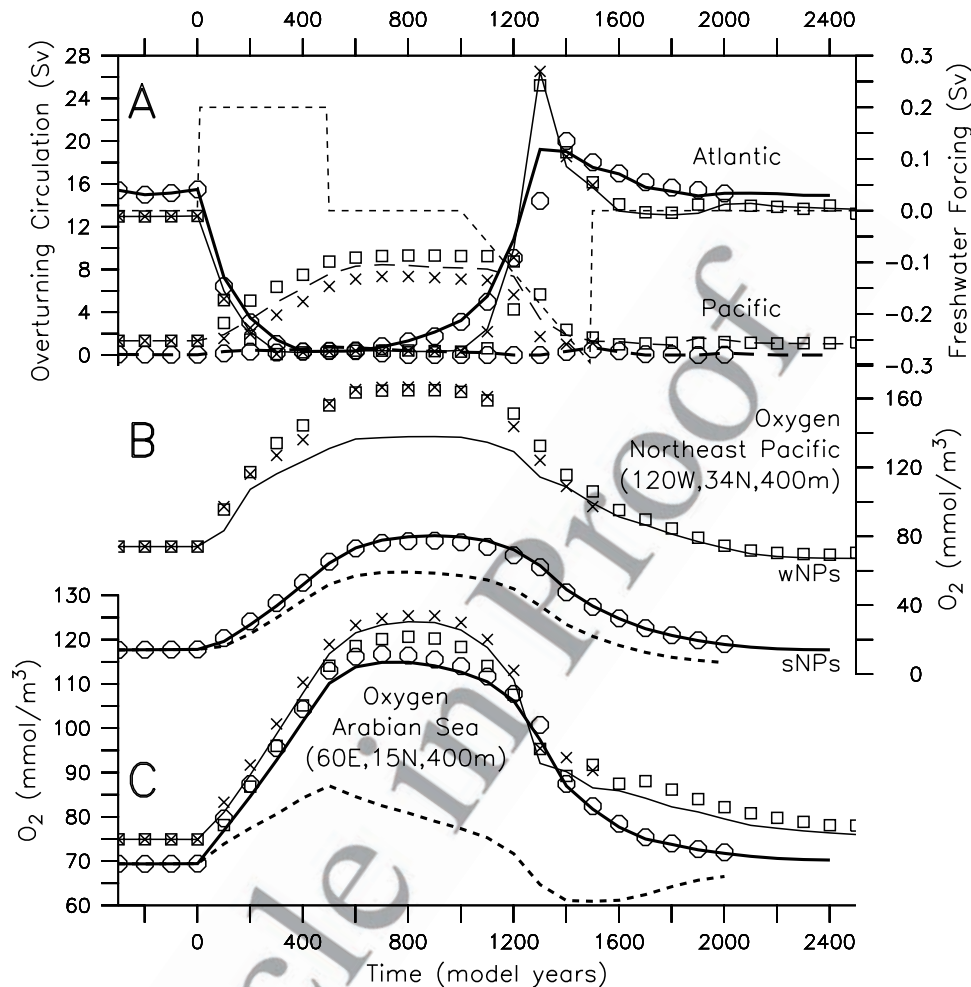 0 400 800 1200 1600 2000 2400
28
24
20
16
12
8
4
0
Overturning Circulation (Sv)
A
Atlantic
Pacific
0.3
0.2
0.1
0.0
-0.1
-0.2
-0.3
Freshwater Forcing (Sv)
B
Oxygen
Northeast Pacific
(120W,34N,400m)
wNPs
sNPs
160
120
80
40
0
O2 (mmol/m³)
130
120
110
100
90
80
70
60
O2 (mmol/m³)
C
Oxygen
Arabian Sea
(60E,15N,400m)
0 400 800 1200 1600 2000 2400
Time (model years)
cle in Proof